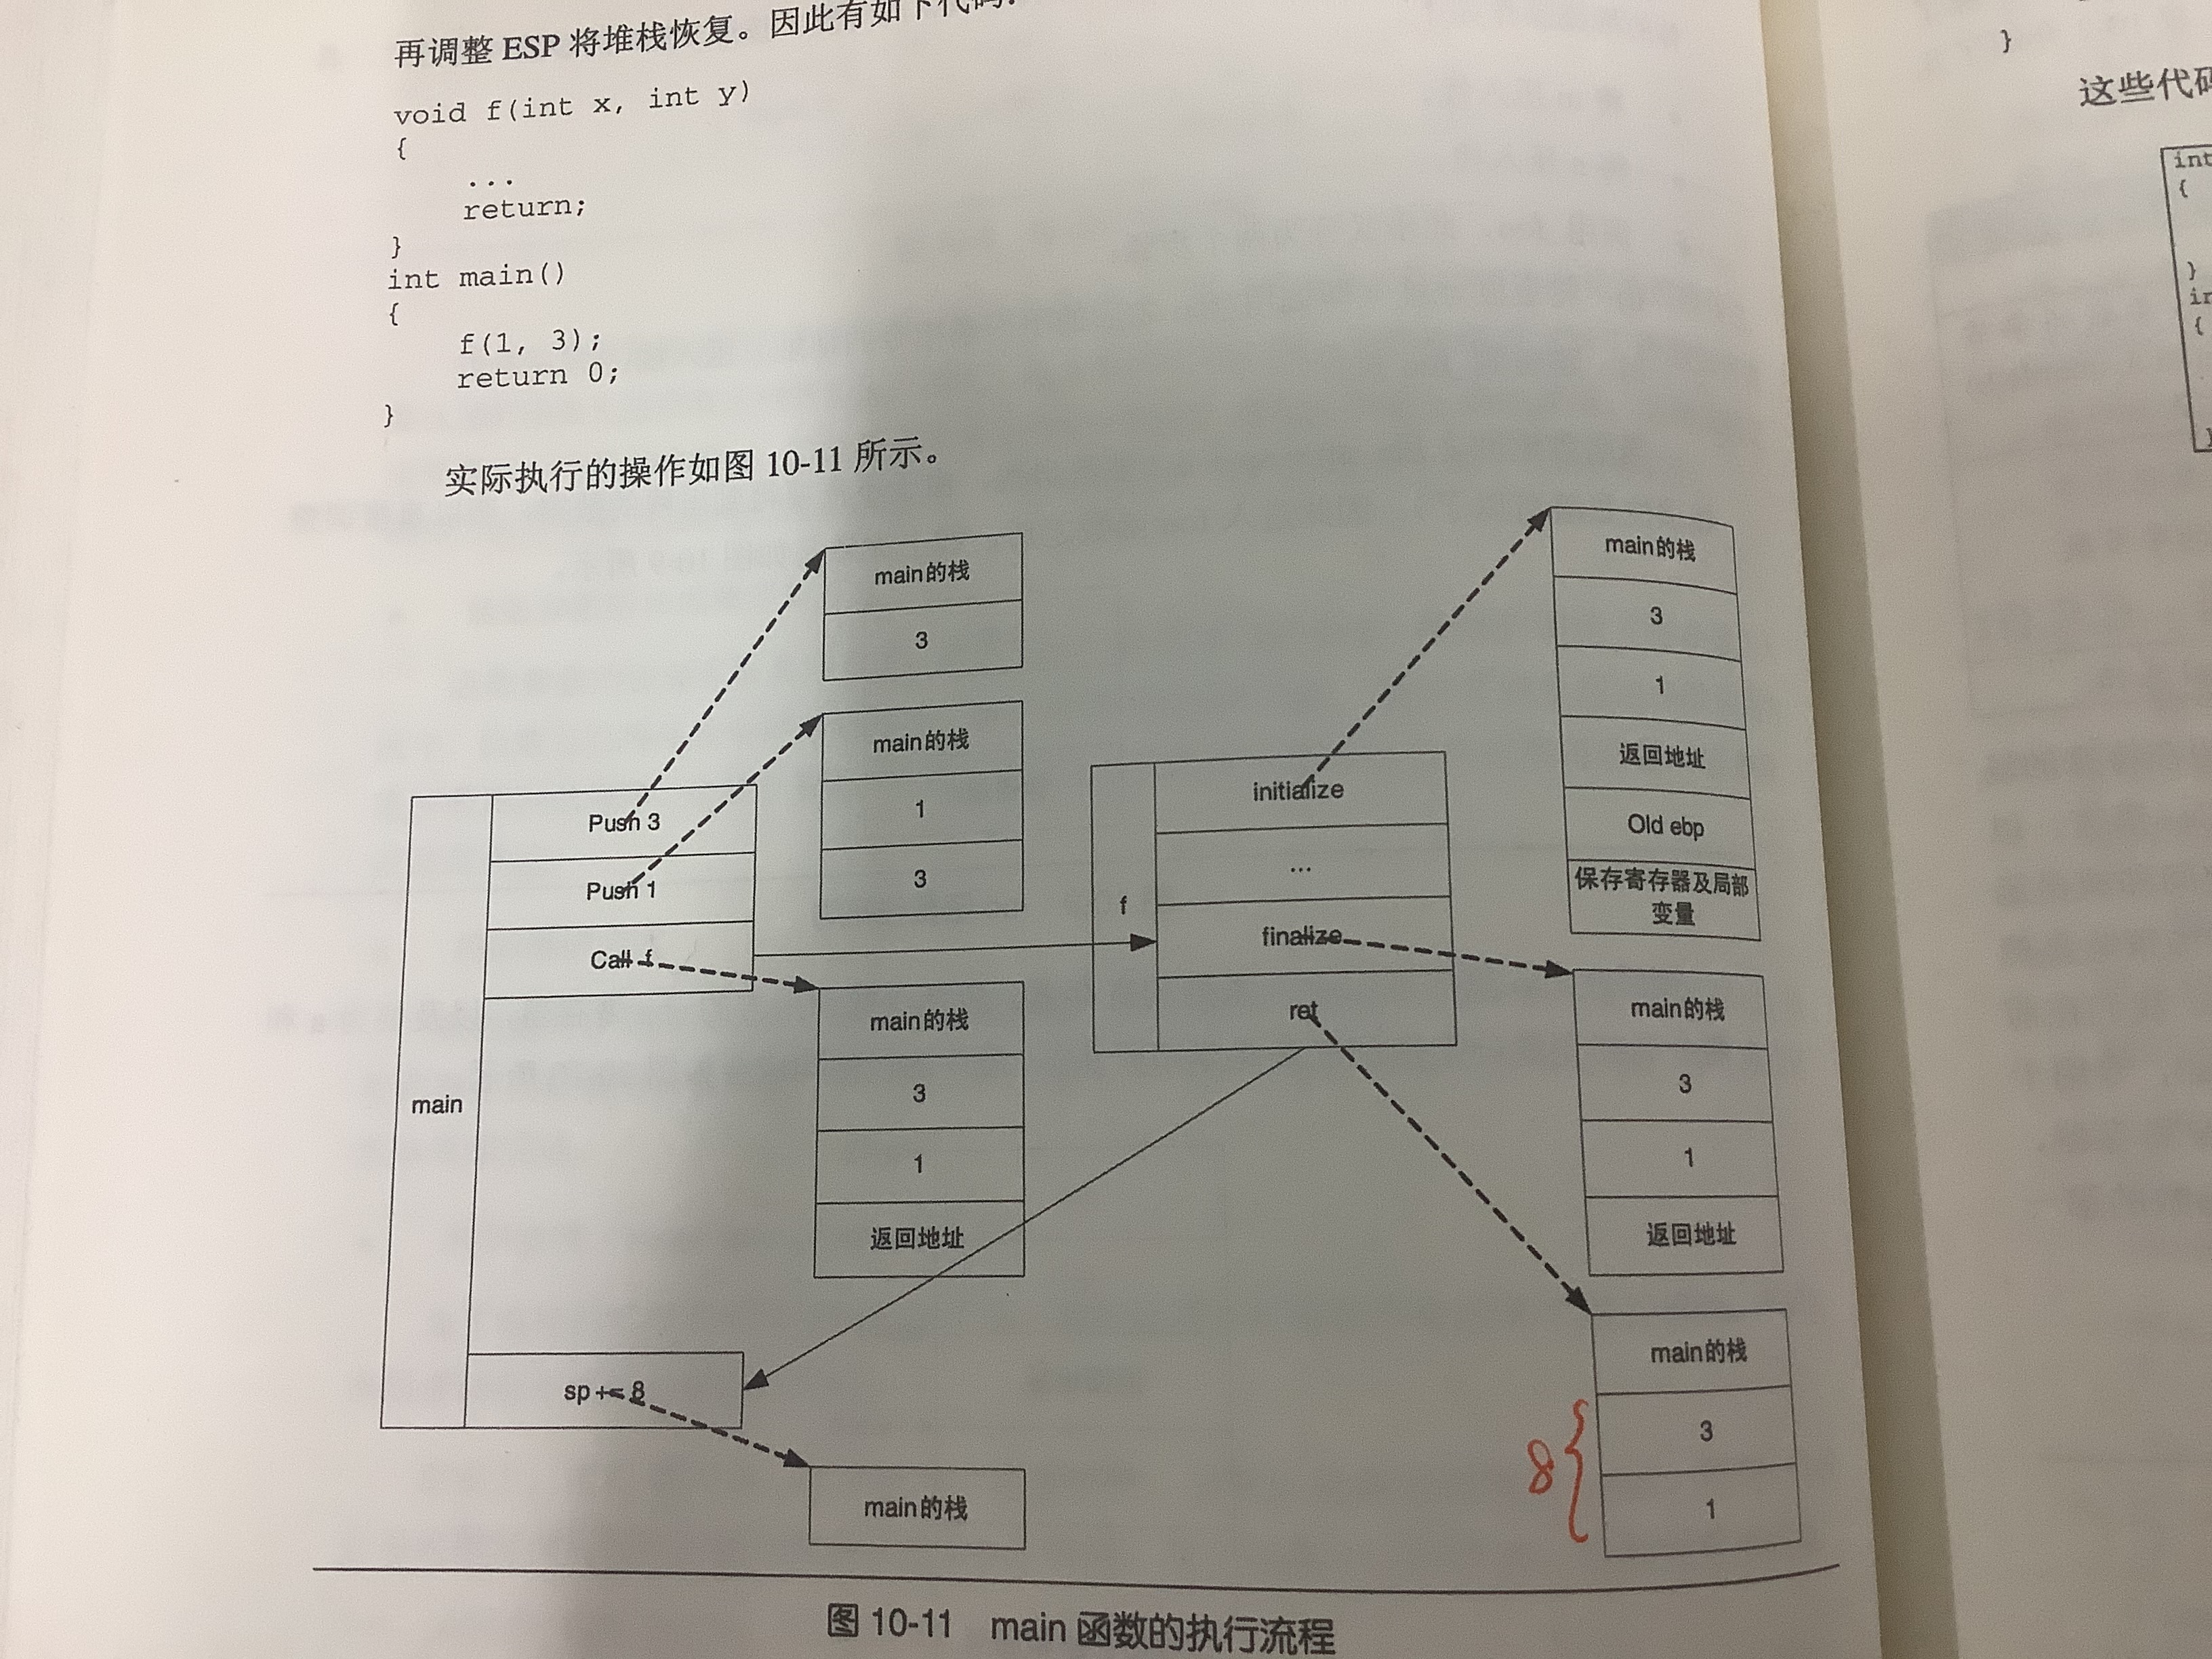 再调整 ESP 将堆栈恢复。因此有如下代码:
void f(int x, int y)
{
...
return;
}
int main()
{
f(1, 3);
return 0;
}
实际执行的操作如图 10-11 所示。
main的栈
3
main的栈
1
3
main
Push 3
Push 1
Call f
main的栈
3
1
返回地址
sp += 8
main的栈
f
initialize
...
finalize
ret
main的栈
3
1
返回地址
Old ebp
保存寄存器及局部
变量
main的栈
3
1
返回地址
main的栈
3
1
8
图 10-11 main 函数的执行流程
}
这些代码
int
{
}
{